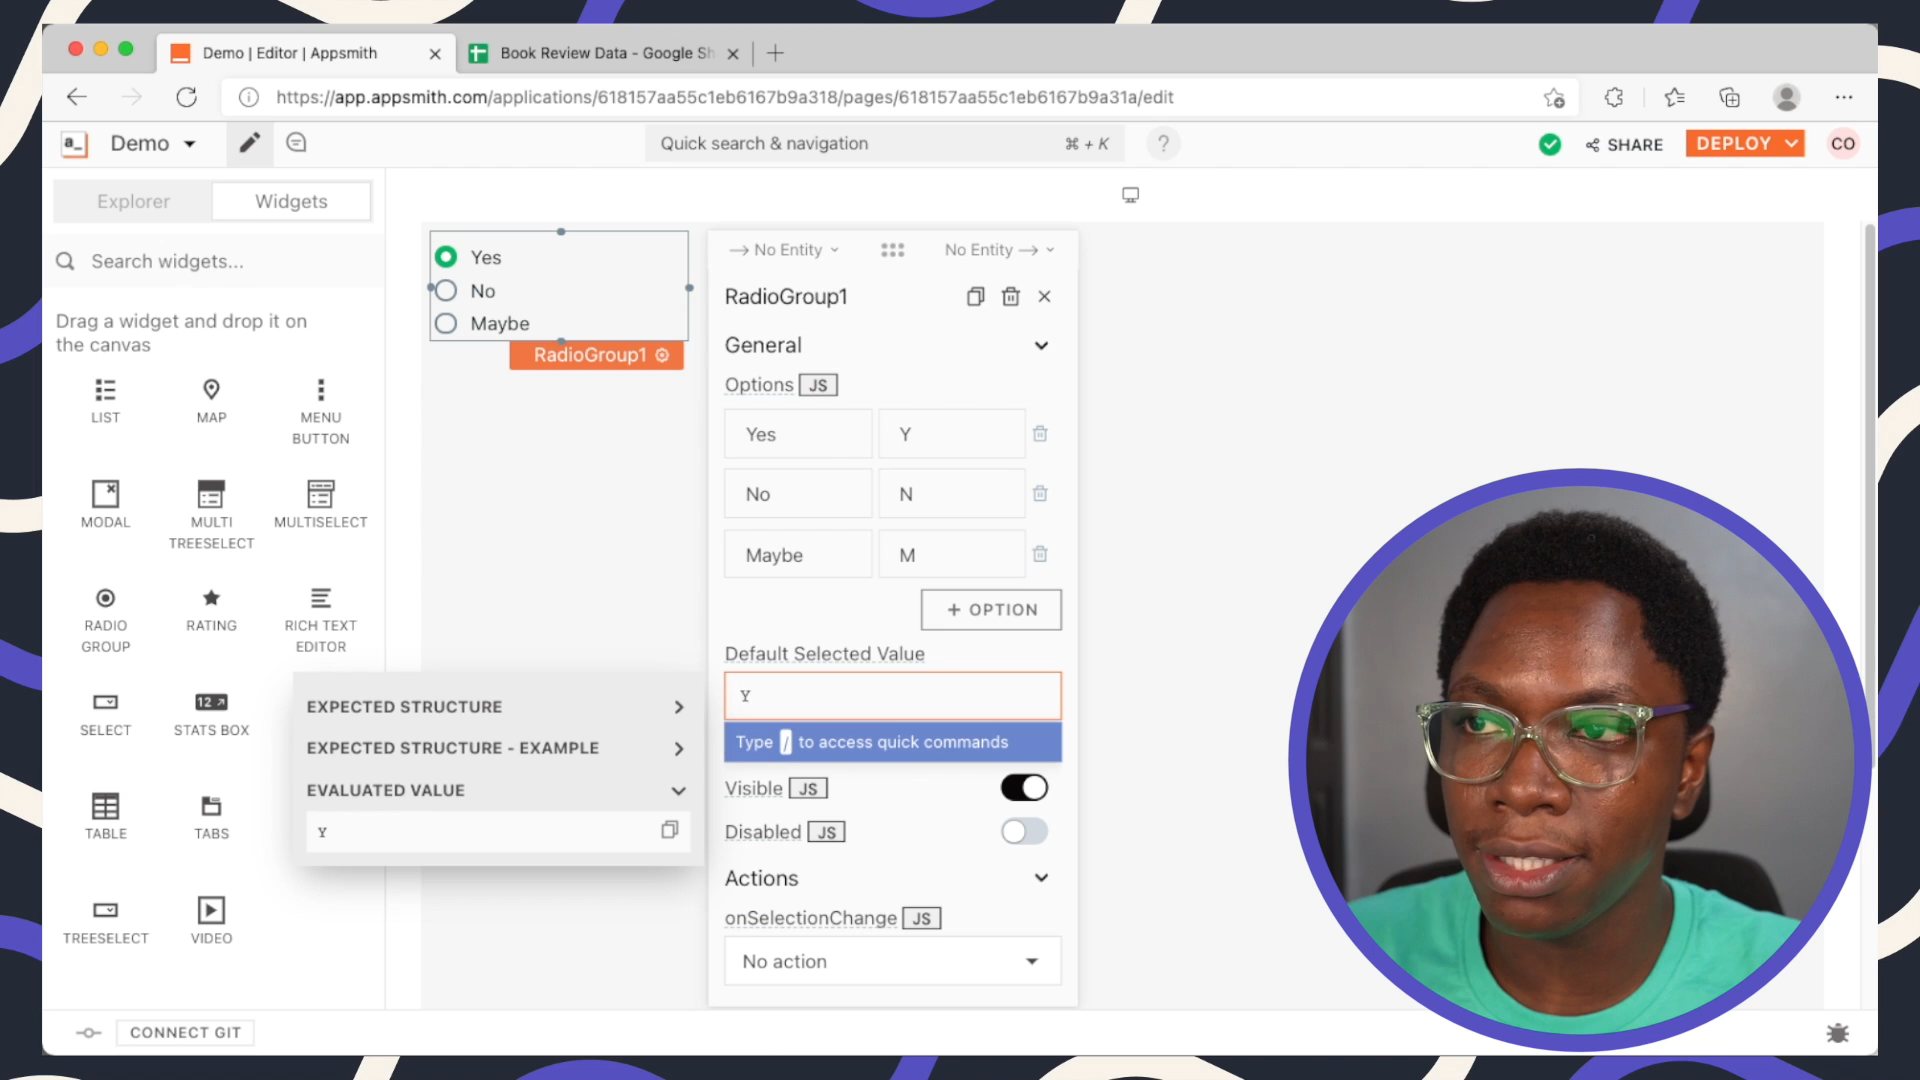 Demo | Editor | Appsmith
Book Review Data - Google Sh
https://app.appsmith.com/applications/618157aa55c1eb6167b9a318/pages/618157aa55c1eb6167b9a31a/edit
a_ Demo
Quick search & navigation ⌘ + K
?
SHARE
DEPLOY
CO
Explorer
Widgets
Search widgets...
Drag a widget and drop it on
the canvas
LIST
MAP
MENU
BUTTON
MODAL
MULTI
TREESELECT
MULTISELECT
RADIO
GROUP
RATING
RICH TEXT
EDITOR
SELECT
12
STATS BOX
TABLE
TABS
TREESELECT
VIDEO
CONNECT GIT
Yes
No
Maybe
RadioGroup1
EXPECTED STRUCTURE
EXPECTED STRUCTURE - EXAMPLE
EVALUATED VALUE
Y
No Entity
No Entity
RadioGroup1
General
Options JS
Yes Y
No N
Maybe M
+ OPTION
Default Selected Value
Y
Type / to access quick commands
Visible JS
Disabled JS
Actions
onSelectionChange JS
No action